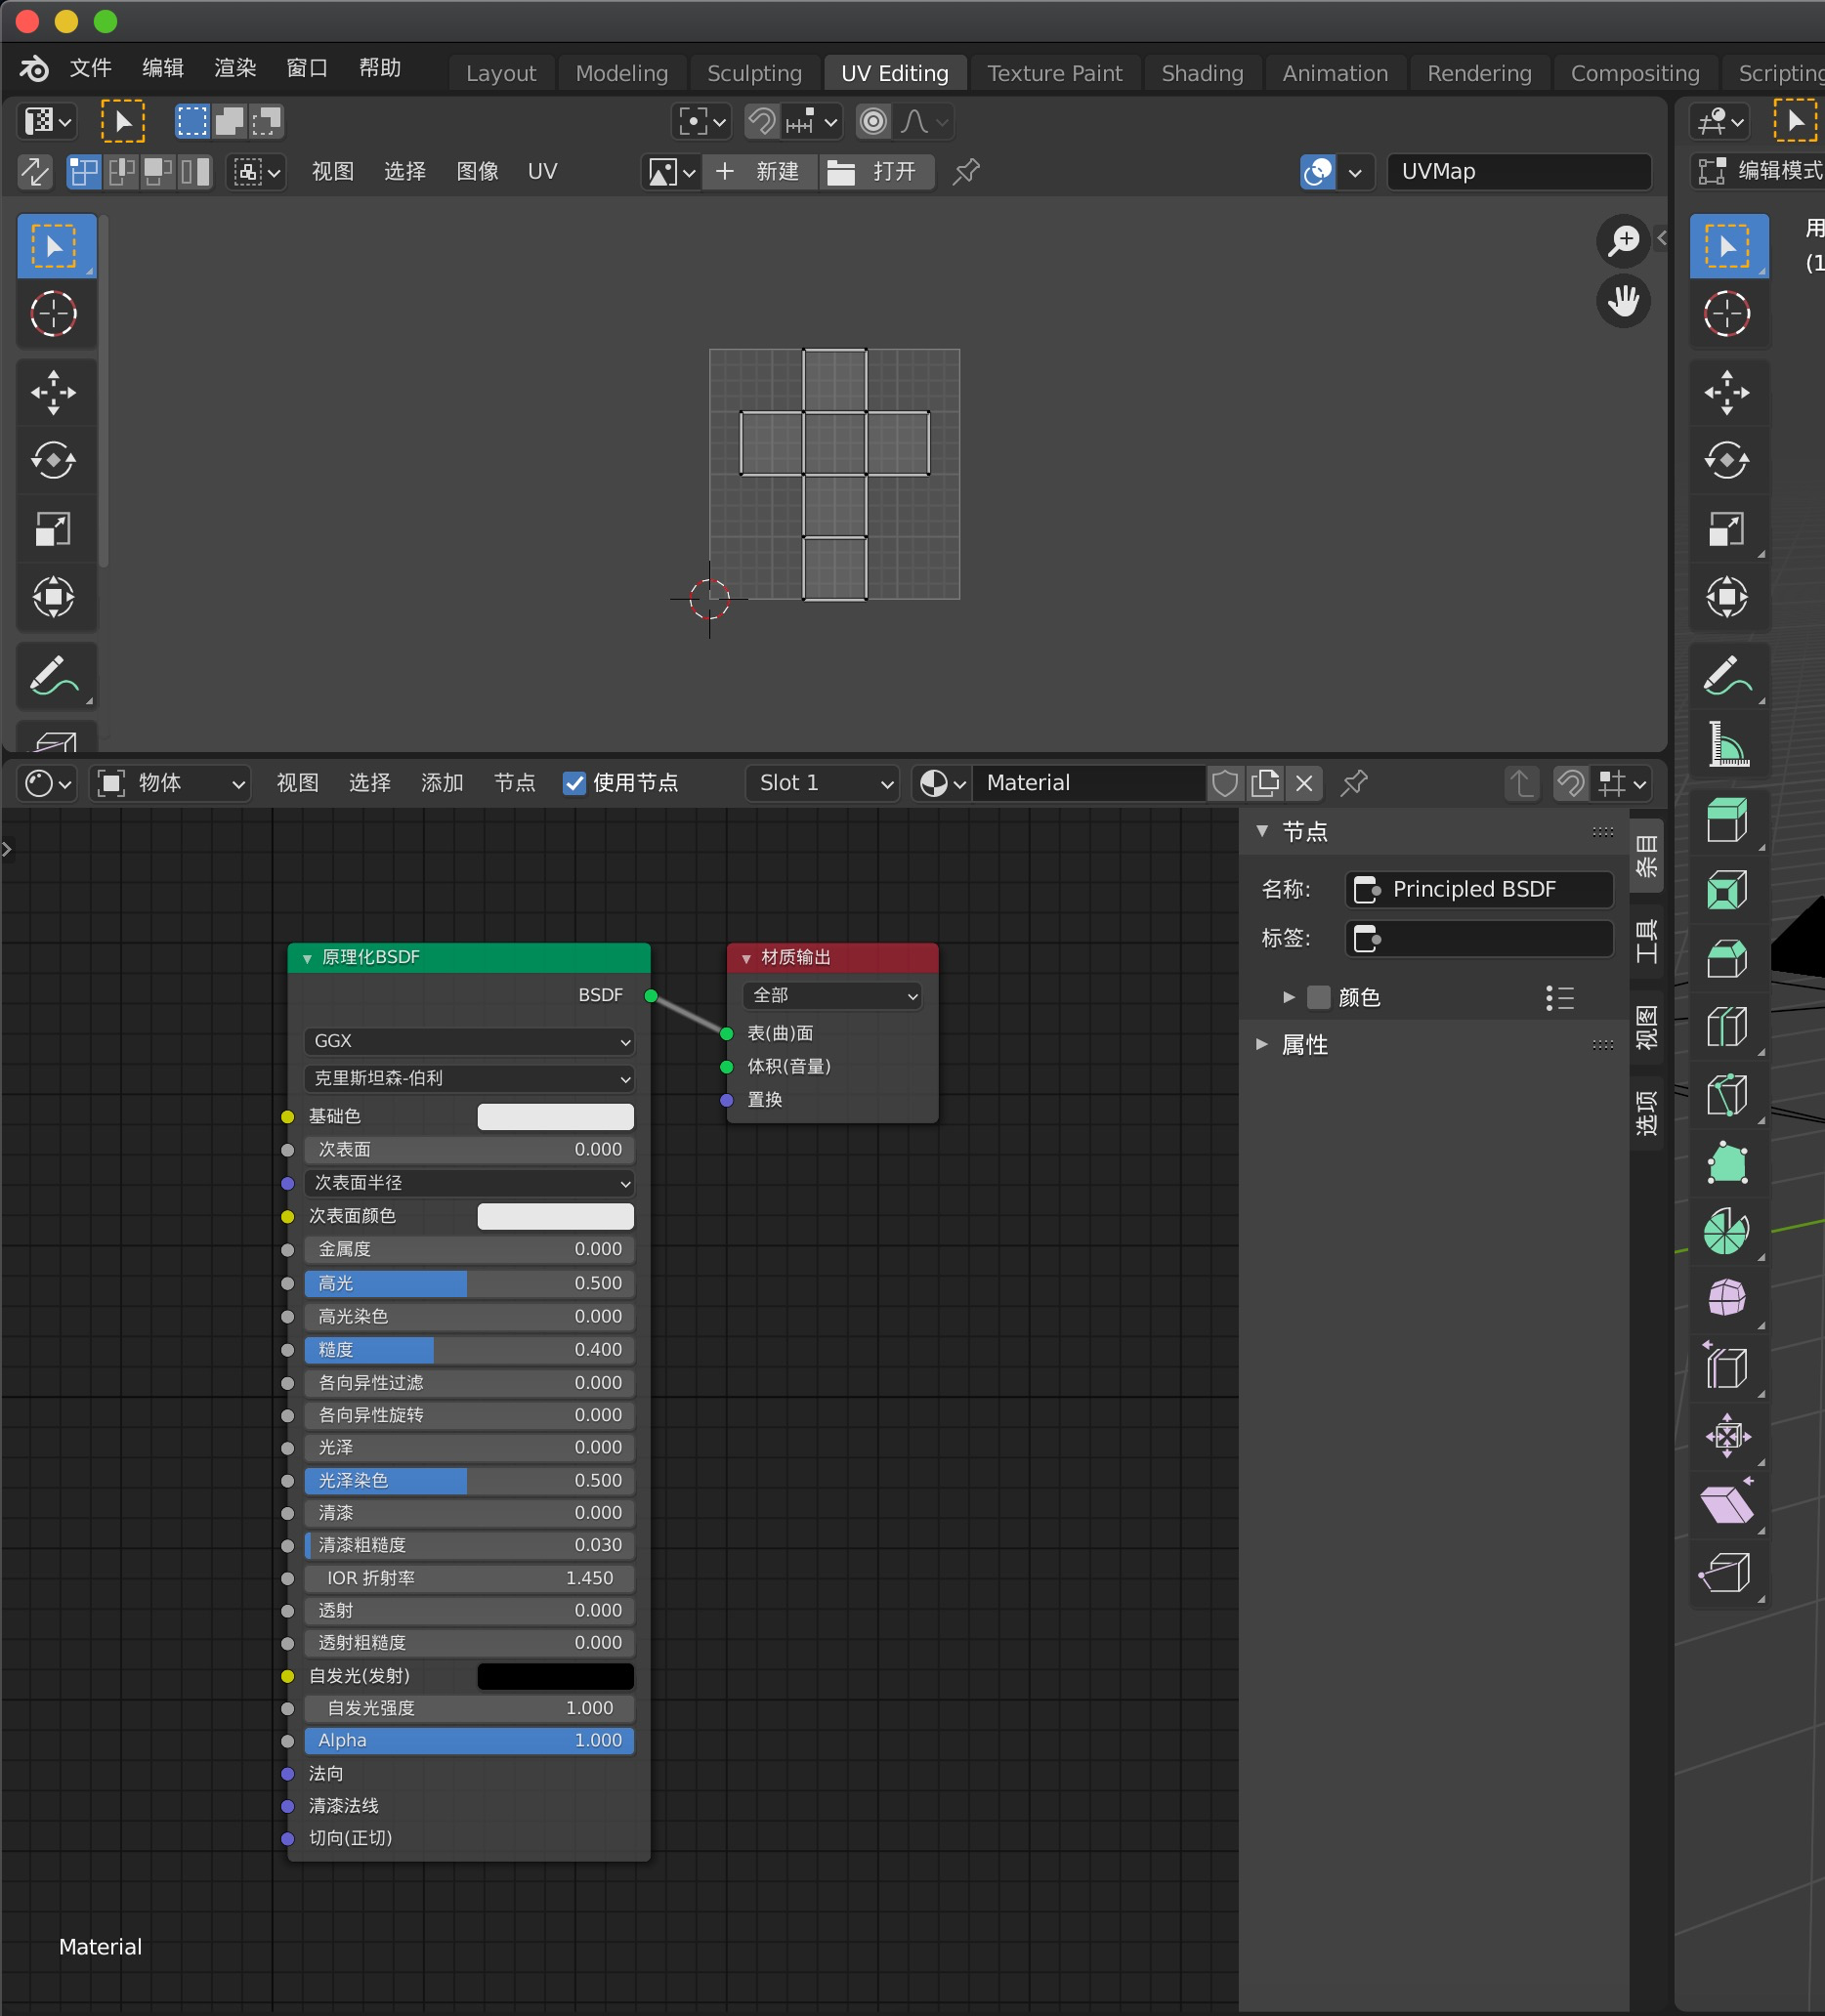 文件 编辑 渲染 窗口 帮助 Layout Modeling Sculpting UV Editing Texture Paint Shading Animation Rendering Compositing Scripting
视图 选择 图像 UV 新建 打开 UVMap 编辑模式
用
(1
物体 视图 选择 添加 节点 使用节点 Slot 1 Material
节点
名称: Principled BSDF
标签:
颜色
属性
条目
工具
视图
选项
原理化BSDF
BSDF
GGX
克里斯坦森-伯利
基础色
次表面 0.000
次表面半径
次表面颜色
金属度 0.000
高光 0.500
高光染色 0.000
糙度 0.400
各向异性过滤 0.000
各向异性旋转 0.000
光泽 0.000
光泽染色 0.500
清漆 0.000
清漆粗糙度 0.030
IOR 折射率 1.450
透射 0.000
透射粗糙度 0.000
自发光(发射)
自发光强度 1.000
Alpha 1.000
法向
清漆法线
切向(正切)
材质输出
全部
表(曲)面
体积(音量)
置换
Material